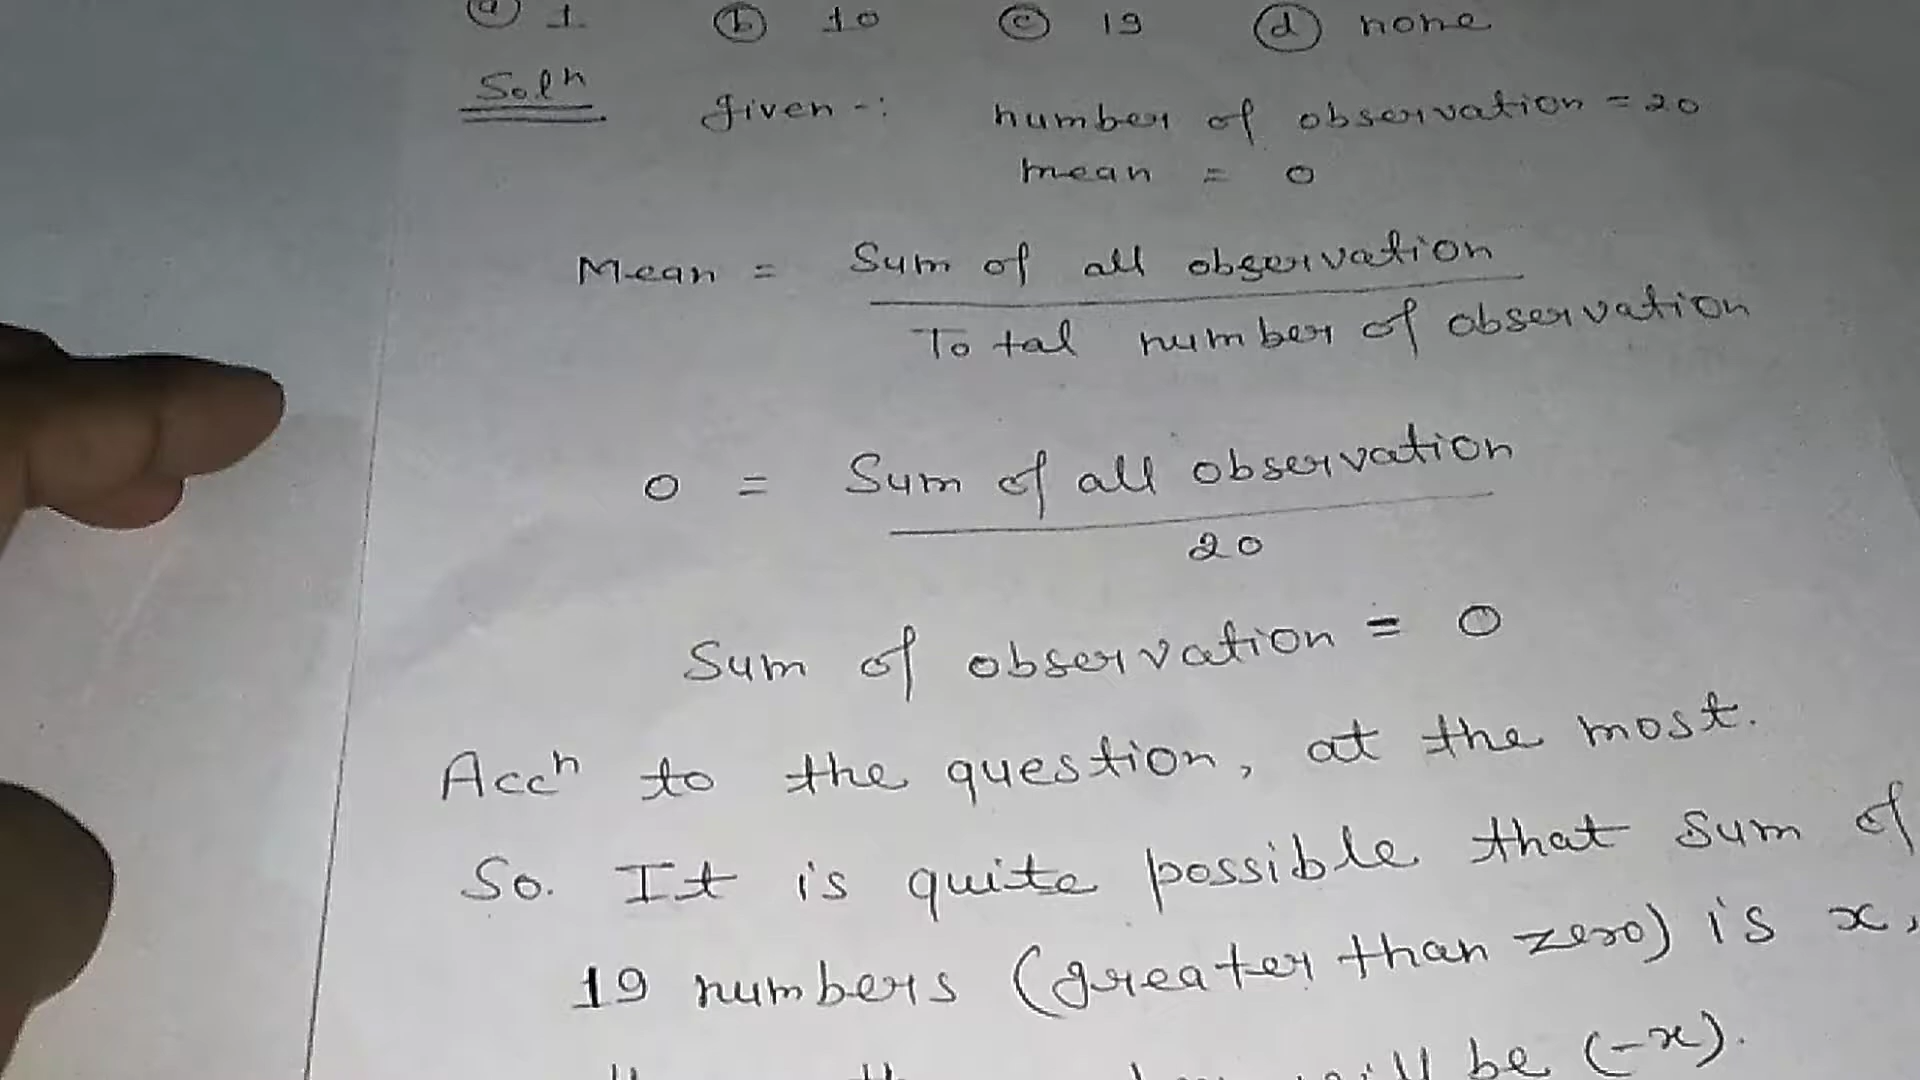 (a) 1 (b) 10 (c) 19 (d) none
Solⁿ given -: number of observation = 20
mean = 0
Mean = Sum of all observation
Total number of observation
0 = Sum of all observation
20
Sum of observation = 0
Accⁿ to the question, at the most.
So. It is quite possible that sum of
19 numbers (greater than zero) is x,
will be (-x).